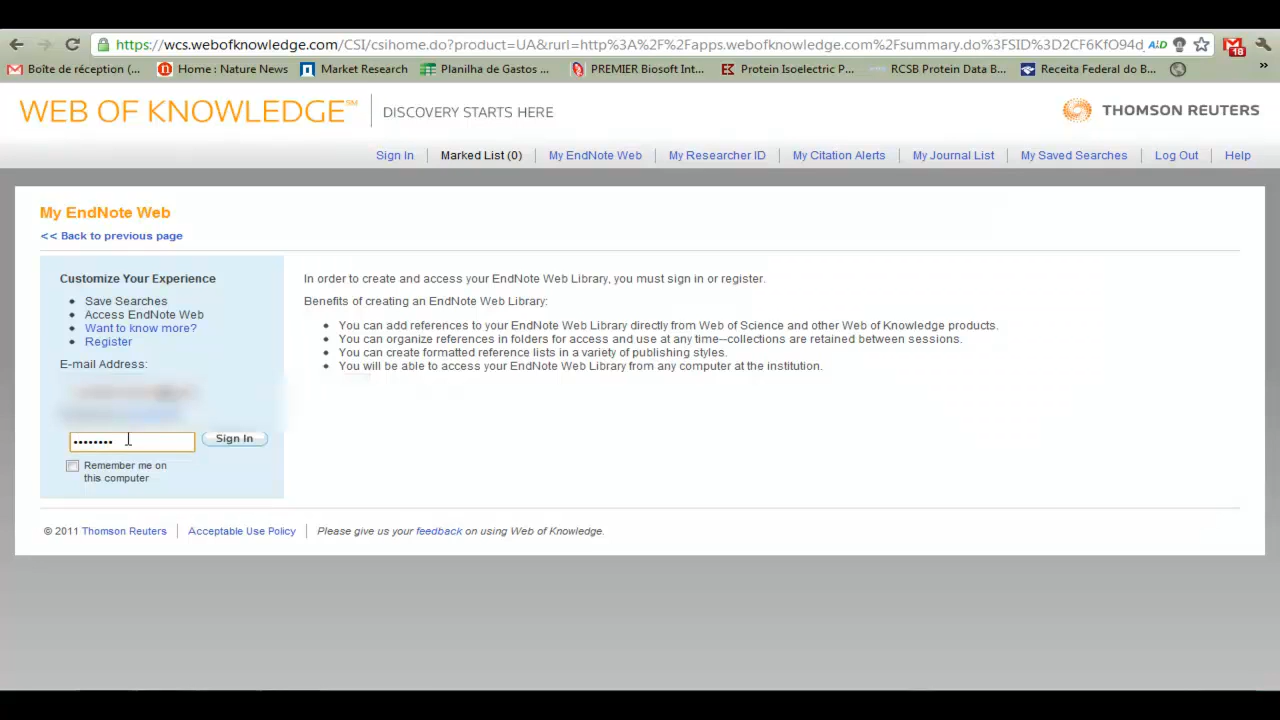 https://wcs.webofknowledge.com/CSI/csihome.do?product=UA&rurl=http%3A%2F%2Fapps.webofknowledge.com%2Fsummary.do%3FSID%3D2CF6KfO94d
18
Boîte de réception (... Home : Nature News Market Research Planilha de Gastos ... PREMIER Biosoft Int... Protein Isoelectric P... RCSB Protein Data B... Receita Federal do B... »
WEB OF KNOWLEDGE℠ DISCOVERY STARTS HERE THOMSON REUTERS
Sign In Marked List (0) My EndNote Web My Researcher ID My Citation Alerts My Journal List My Saved Searches Log Out Help
My EndNote Web
<< Back to previous page
Customize Your Experience
• Save Searches
• Access EndNote Web
• Want to know more?
• Register
E-mail Address:
•••••••• Sign In
Remember me on
this computer
In order to create and access your EndNote Web Library, you must sign in or register.
Benefits of creating an EndNote Web Library:
• You can add references to your EndNote Web Library directly from Web of Science and other Web of Knowledge products.
• You can organize references in folders for access and use at any time--collections are retained between sessions.
• You can create formatted reference lists in a variety of publishing styles.
• You will be able to access your EndNote Web Library from any computer at the institution.
© 2011 Thomson Reuters Acceptable Use Policy Please give us your feedback on using Web of Knowledge.